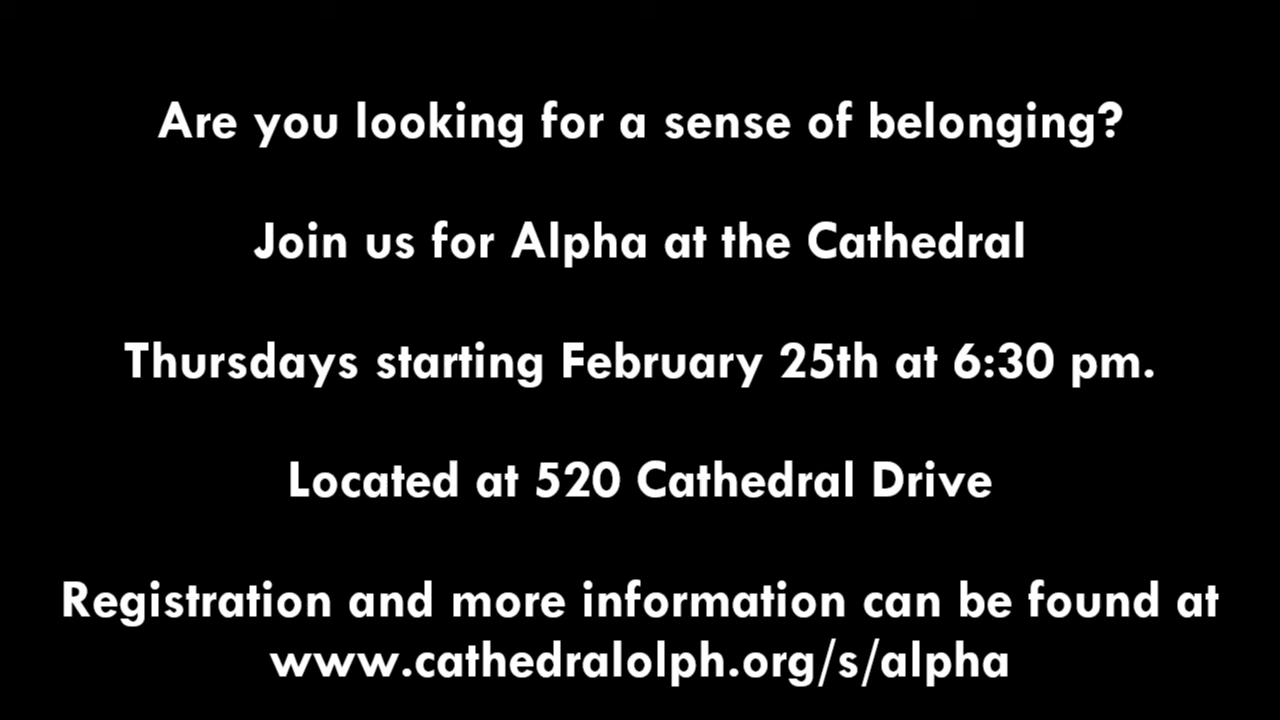 Are you looking for a sense of belonging?
Join us for Alpha at the Cathedral
Thursdays starting February 25th at 6:30 pm.
Located at 520 Cathedral Drive
Registration and more information can be found at
www.cathedralolph.org/s/alpha